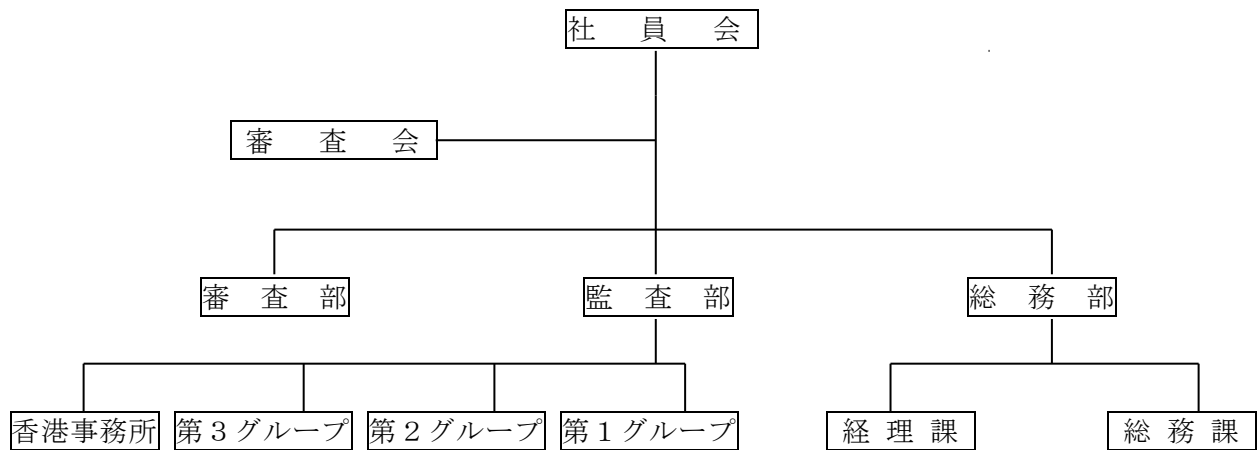 社 員 会
審 査 会
審 査 部
監 査 部
総 務 部
香港事務所
第3グループ
第2グループ
第1グループ
経 理 課
総 務 課